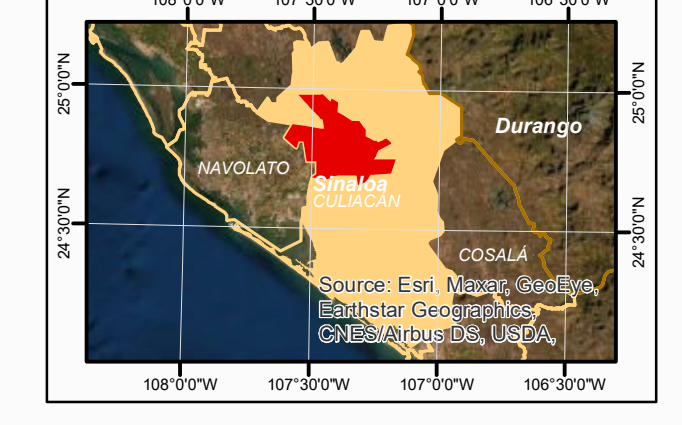 108°0'0"W 107°30'0"W 107°0'0"W 106°30'0"W
25°0'0"N
25°0'0"N
Durango
NAVOLATO
Sinaloa
CULIACÁN
24°30'0"N
24°30'0"N
COSALÁ
Source: Esri, Maxar, GeoEye,
Earthstar Geographics,
CNES/Airbus DS, USDA,
108°0'0"W 107°30'0"W 107°0'0"W 106°30'0"W